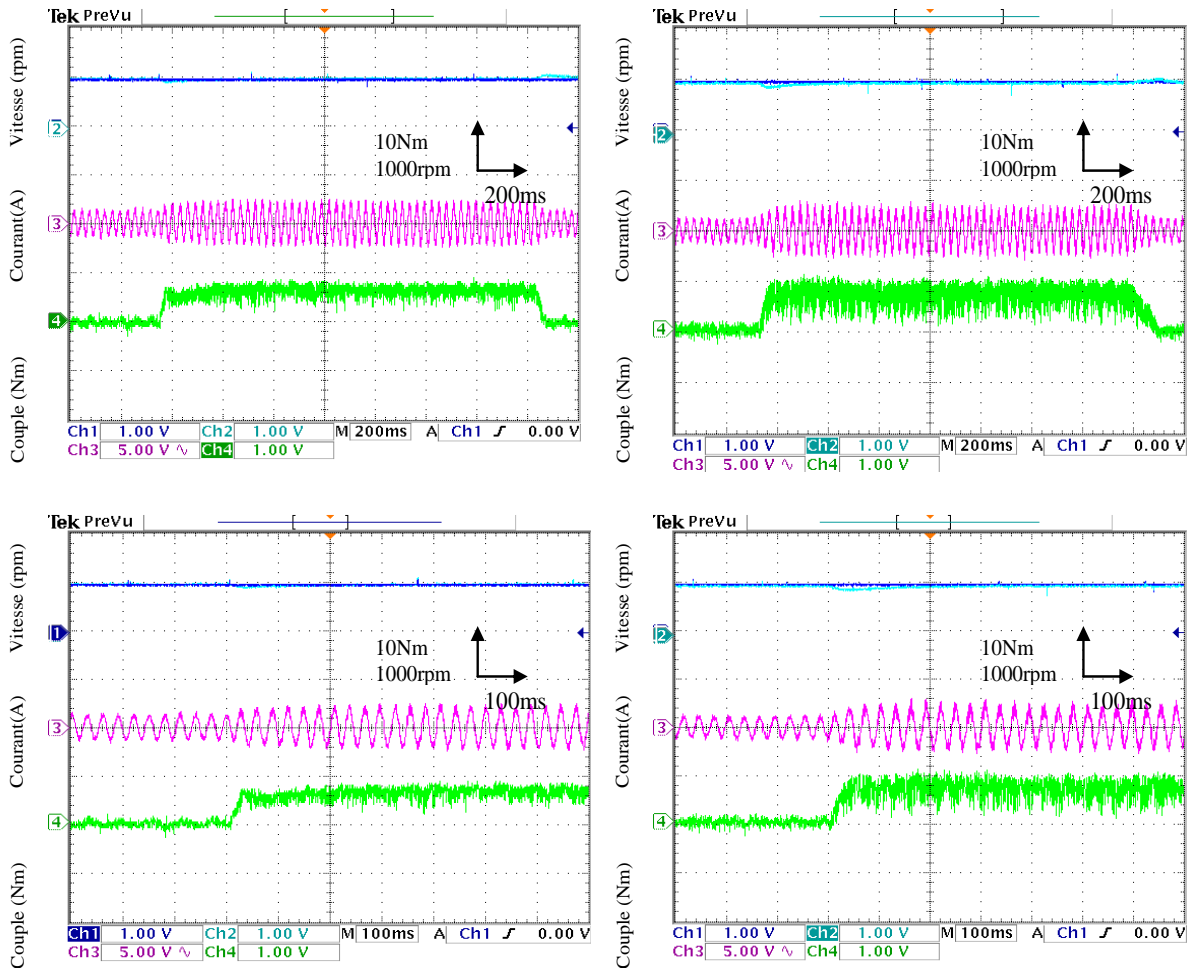 Tek PreVu
Vitesse (rpm)
Courant(A)
Couple (Nm)
2
3
4
10Nm
1000rpm
200ms
Ch1 1.00 V Ch2 1.00 V M 200ms A Ch1 ʃ 0.00 V
Ch3 5.00 V ∿ Ch4 1.00 V
Tek PreVu
Vitesse (rpm)
Courant(A)
Couple (Nm)
2
3
4
10Nm
1000rpm
200ms
Ch1 1.00 V Ch2 1.00 V M 200ms A Ch1 ʃ 0.00 V
Ch3 5.00 V ∿ Ch4 1.00 V
Tek PreVu
Vitesse (rpm)
Courant(A)
Couple (Nm)
1
3
4
10Nm
1000rpm
100ms
Ch1 1.00 V Ch2 1.00 V M 100ms A Ch1 ʃ 0.00 V
Ch3 5.00 V ∿ Ch4 1.00 V
Tek PreVu
Vitesse (rpm)
Courant(A)
Couple (Nm)
2
3
4
10Nm
1000rpm
100ms
Ch1 1.00 V Ch2 1.00 V M 100ms A Ch1 ʃ 0.00 V
Ch3 5.00 V ∿ Ch4 1.00 V